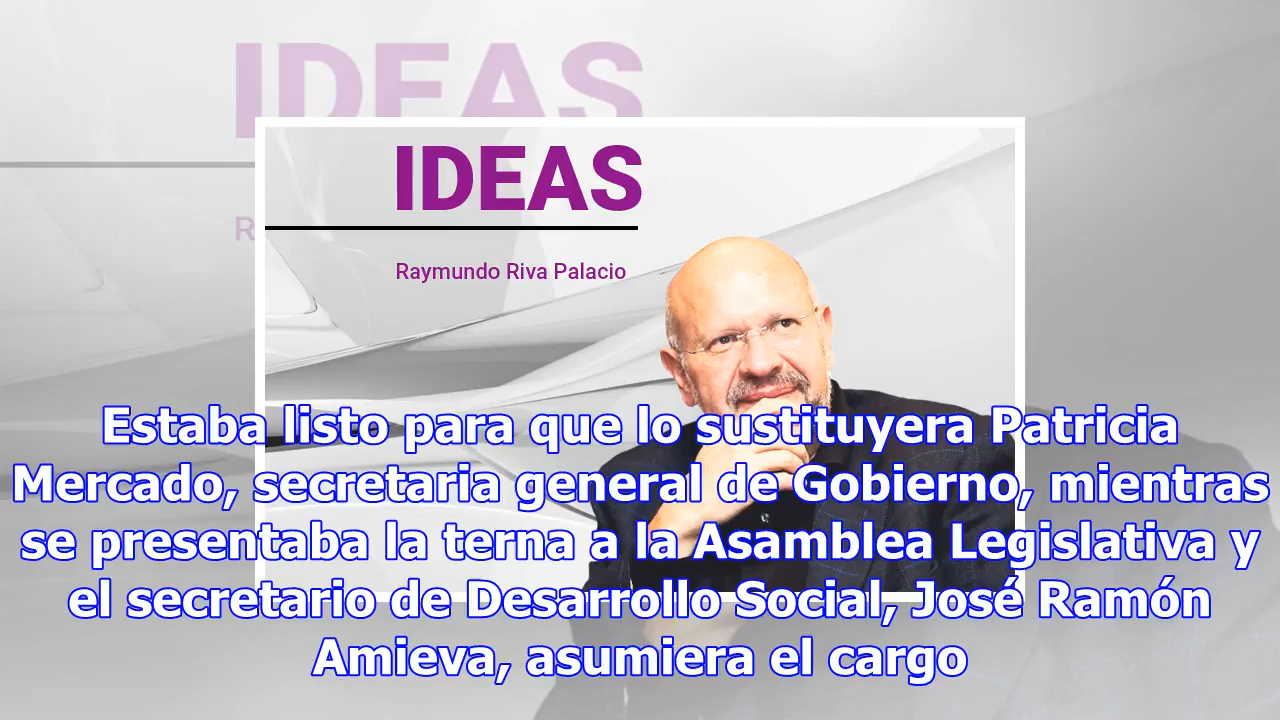 IDEAS
IDEAS
R
Raymundo Riva Palacio
Estaba listo para que lo sustituyera Patricia
Mercado, secretaria general de Gobierno, mientras
se presentaba la terna a la Asamblea Legislativa y
el secretario de Desarrollo Social, José Ramón
Amieva, asumiera el cargo